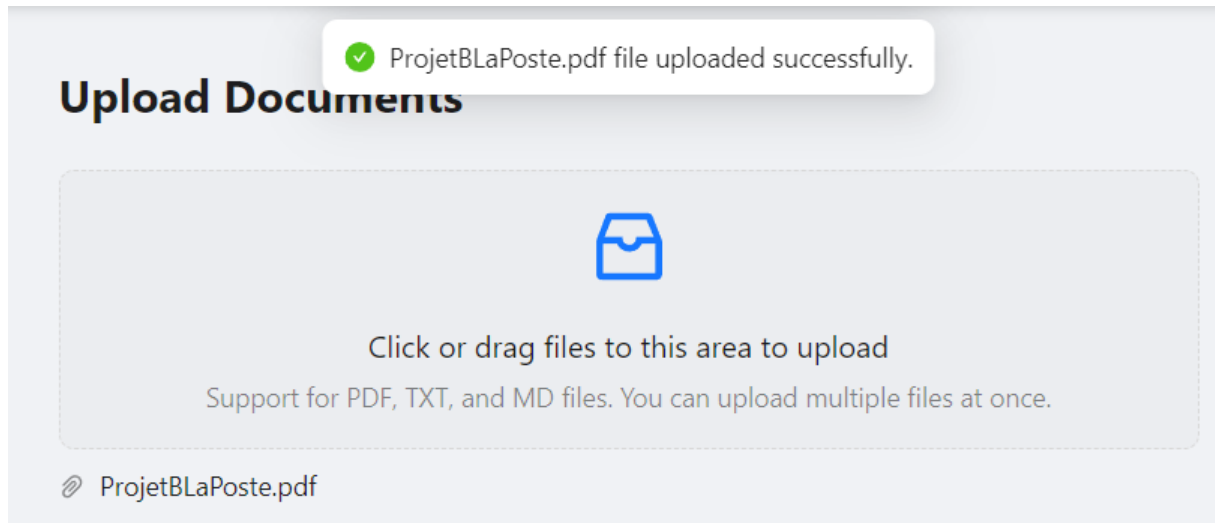 ProjetBLaPoste.pdf file uploaded successfully.
Upload Documents
Click or drag files to this area to upload
Support for PDF, TXT, and MD files. You can upload multiple files at once.
ProjetBLaPoste.pdf